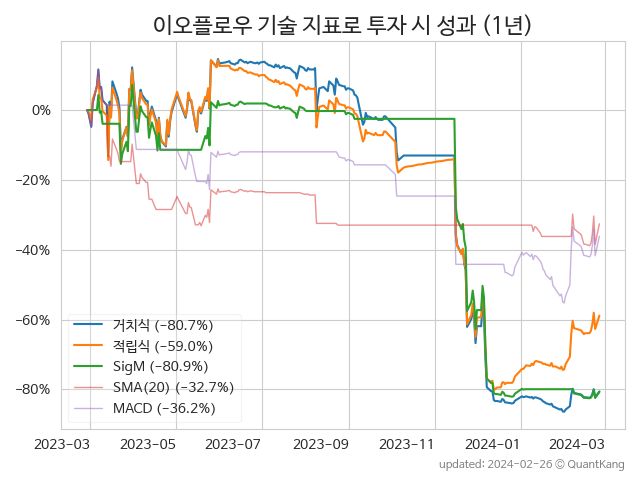 이오플로우 기술 지표로 투자 시 성과 (1년)
0%
−20%
−40%
−60%
−80%
거치식 (−80.7%)
적립식 (−59.0%)
SigM (−80.9%)
SMA(20) (−32.7%)
MACD (−36.2%)
2023-03 2023-05 2023-07 2023-09 2023-11 2024-01 2024-03
updated: 2024-02-26 © QuantKang